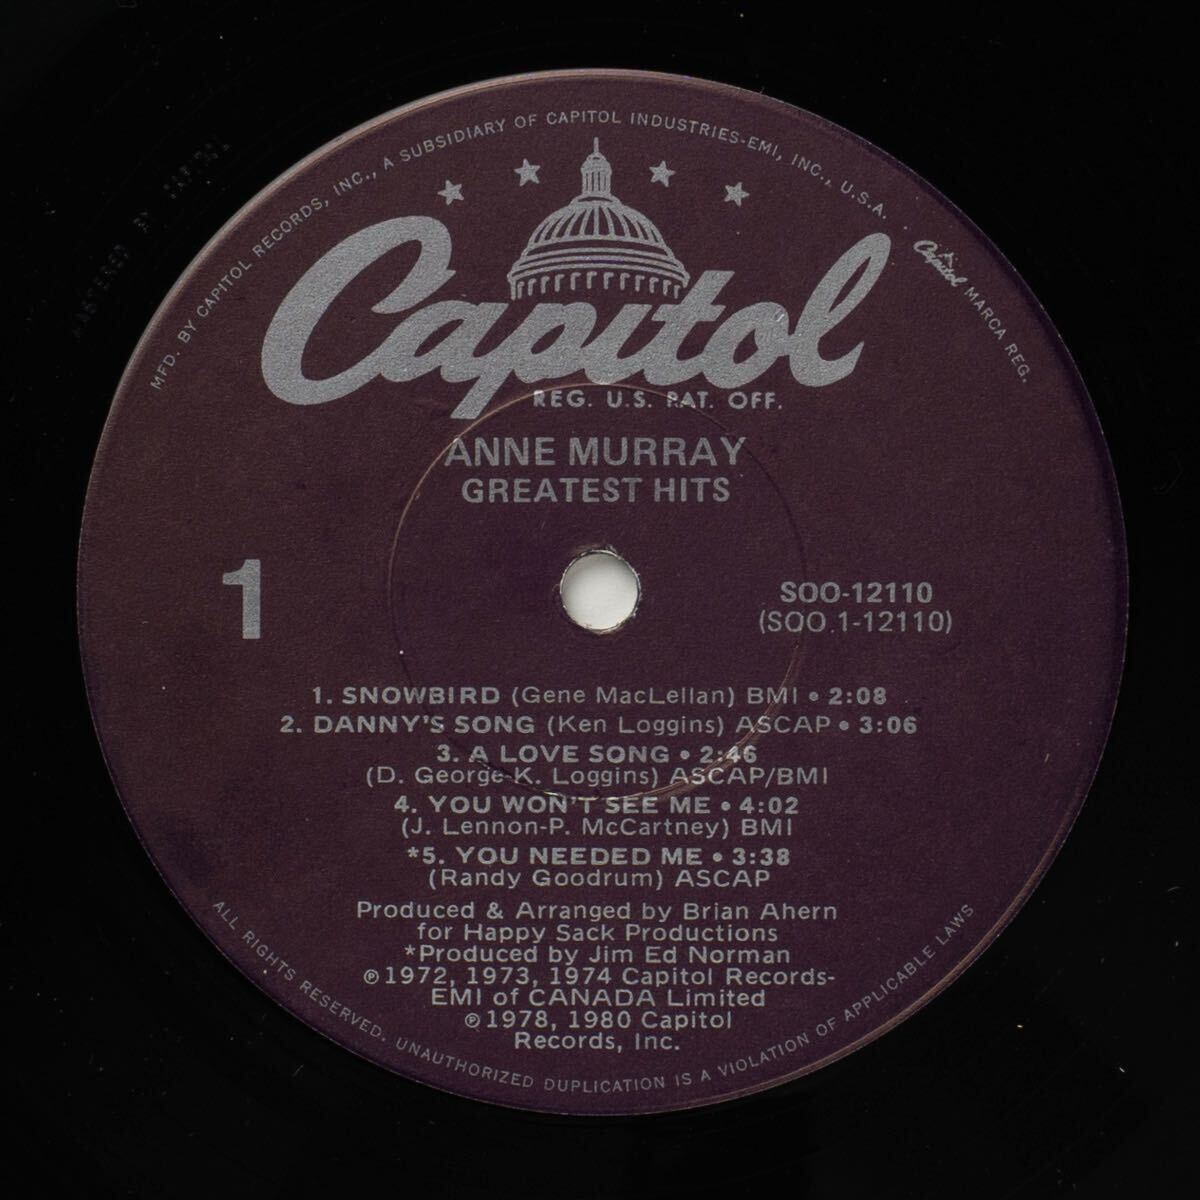 MFD. BY CAPITOL RECORDS, INC., A SUBSIDIARY OF CAPITOL INDUSTRIES-EMI, INC., U.S.A.
Capitol MARCA REG.
Capitol
REG. U.S. PAT. OFF.
ANNE MURRAY
GREATEST HITS
1
SOO-12110
(SOO 1-12110)
1. SNOWBIRD (Gene MacLellan) BMI • 2:08
2. DANNY'S SONG (Ken Loggins) ASCAP • 3:06
3. A LOVE SONG • 2:46
(D. George-K. Loggins) ASCAP/BMI
4. YOU WON'T SEE ME • 4:02
(J. Lennon-P. McCartney) BMI
*5. YOU NEEDED ME • 3:38
(Randy Goodrum) ASCAP
Produced & Arranged by Brian Ahern
for Happy Sack Productions
*Produced by Jim Ed Norman
℗1972, 1973, 1974 Capitol Records-
EMI of CANADA Limited
℗1978, 1980 Capitol
Records, Inc.
ALL RIGHTS RESERVED. UNAUTHORIZED DUPLICATION IS A VIOLATION OF APPLICABLE LAWS
MASTERED BY CAPITOL